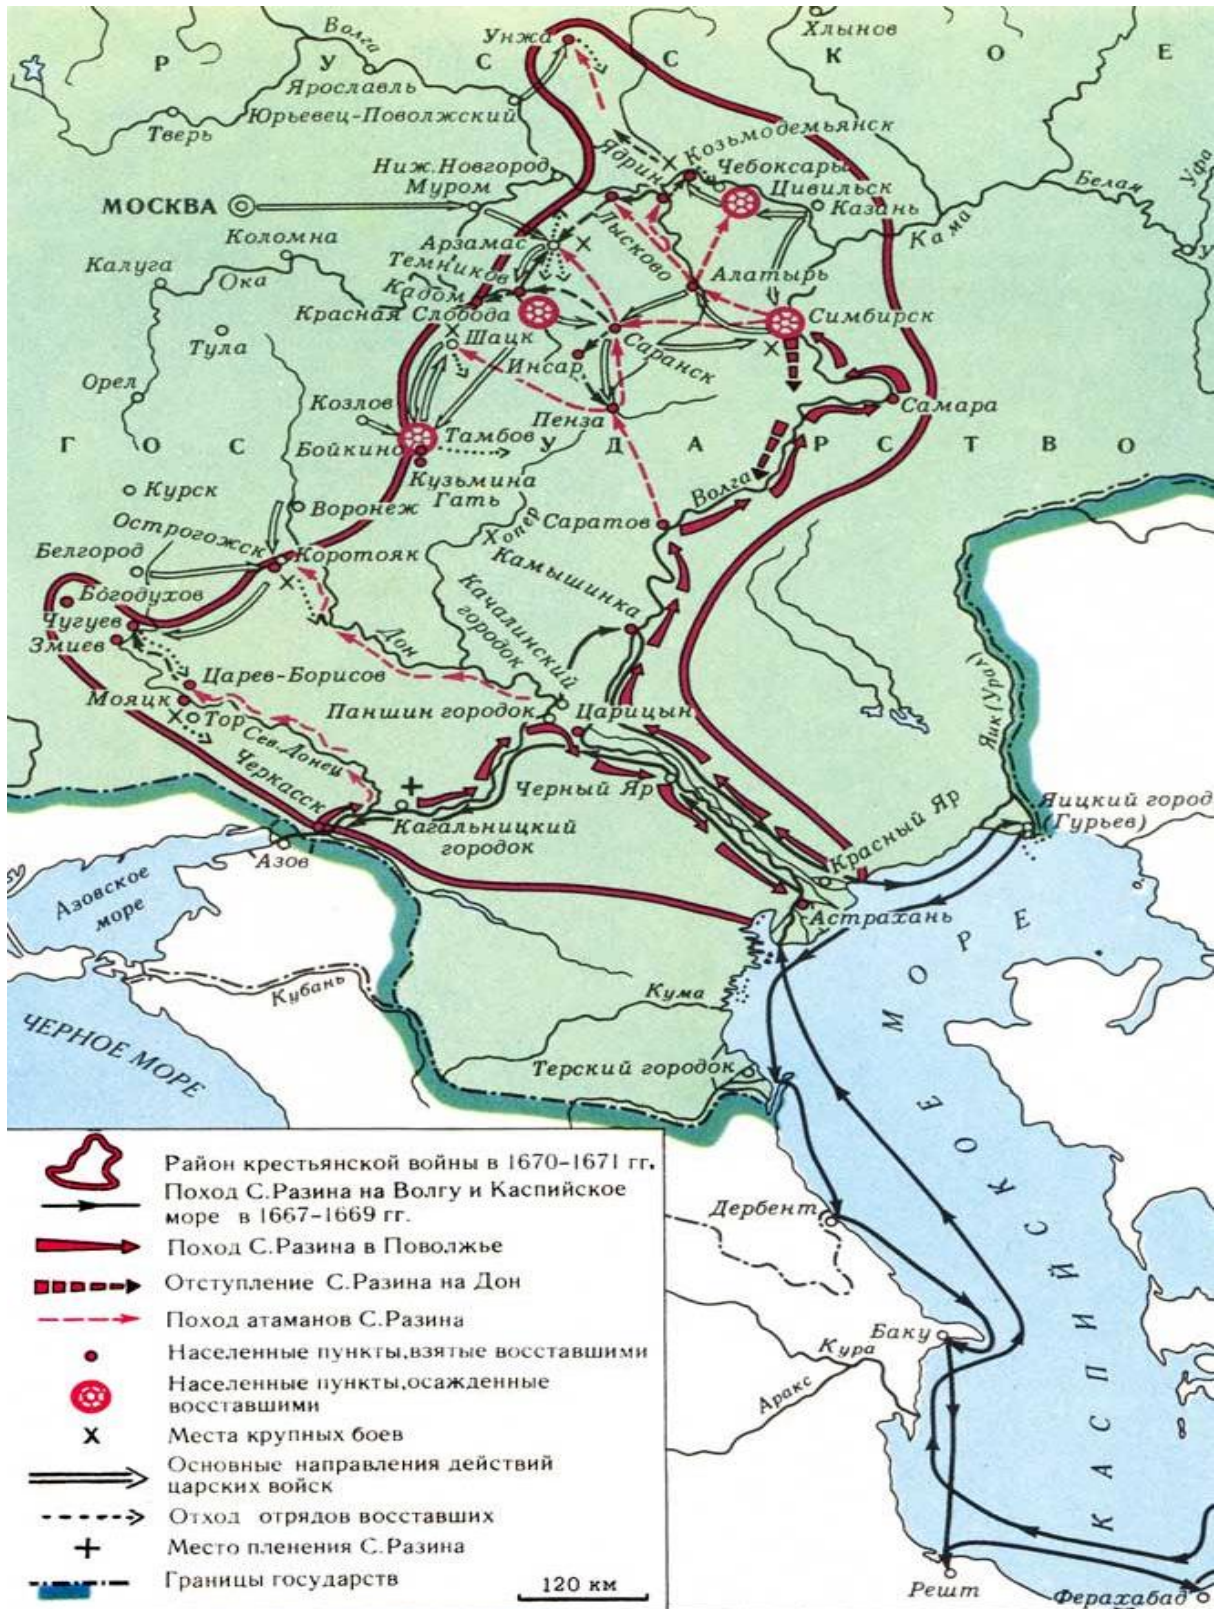 РУССКОЕ
ГОСУДАРСТВО
Унжа
Волга
Хлынов
Ярославль
Юрьевец-Поволжский
Тверь
Козьмодемьянск
Ядрин
Чебоксары
Ниж.Новгород
Муром
Цивильск
Казань
Белая
Уфа
У
МОСКВА
Кама
Коломна
Арзамас
Лысково
Темников
Алатырь
Калуга
Ока
Кадом
Красная Слобода
Симбирск
Тула
Шацк
Саранск
Инсар
Орел
Козлов
Пенза
Самара
Тамбов
Бойкино
Кузьмина
Гать
Волга
Курск
Воронеж
Хопер
Саратов
Острогожск
Белгород
Коротояк
Камышинка
Богодухов
Качалинский
городок
Чугуев
Змиев
Дон
Царев-Борисов
Мояцк
Тор
Паншин городок
Царицын
Яик(Урал)
Сев.Донец
Черкасск
Черный Яр
Красный Яр
Яицкий город
(Гурьев)
Кагальницкий
городок
Азов
Азовское
море
Астрахань
Кубань
Кума
ЧЕРНОЕ МОРЕ
Терский городок
КАСПИЙСКОЕ МОРЕ
Дербент
Баку
Кура
Аракс
Решт
Ферахабад
Район крестьянской войны в 1670-1671 гг.
Поход С.Разина на Волгу и Каспийское
море в 1667-1669 гг.
Поход С.Разина в Поволжье
Отступление С.Разина на Дон
Поход атаманов С.Разина
Населенные пункты,взятые восставшими
Населенные пункты,осажденные
восставшими
Места крупных боев
Основные направления действий
царских войск
Отход отрядов восставших
Место пленения С.Разина
Границы государств
120 км